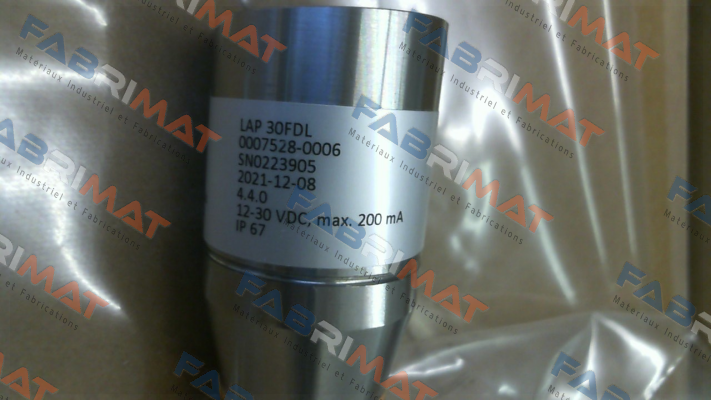 LAP 30FDL
0007528-0006
SN0223905
2021-12-08
4.4.0
12-30 VDC, max. 200 mA
IP 67
FABRIMAT
Materiaux Industriel et Fabrications